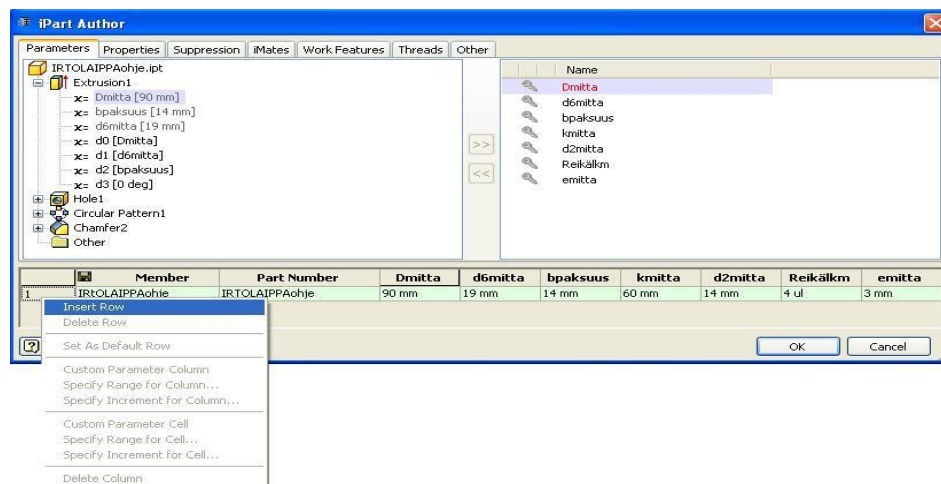 iPart Author
Parameters Properties Suppression iMates Work Features Threads Other
IRTOLAIPPAohje.ipt
Extrusion1
x= Dmitta [90 mm]
x= bpaksuus [14 mm]
x= d6mitta [19 mm]
x= d0 [Dmitta]
x= d1 [d6mitta]
x= d2 [bpaksuus]
x= d3 [0 deg]
Hole1
Circular Pattern1
Chamfer2
Other
>>
<<
Name
Dmitta
d6mitta
bpaksuus
kmitta
d2mitta
Reikälkm
emitta
Member Part Number Dmitta d6mitta bpaksuus kmitta d2mitta Reikälkm emitta
1 IRtOLAIPPAohje IRTOLAIPPAohje 90 mm 19 mm 14 mm 60 mm 14 mm 4 ul 3 mm
Insert Row
Delete Row
Set As Default Row
Custom Parameter Column
Specify Range for Column...
Specify Increment for Column...
Custom Parameter Cell
Specify Range for Cell...
Specify Increment for Cell...
Delete Column
?
OK Cancel